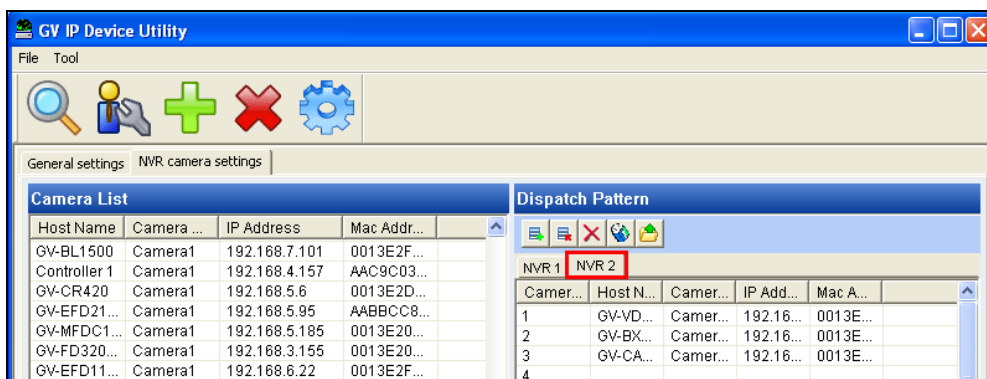 GV IP Device Utility
File Tool
General settings NVR camera settings
Camera List
Host Name Camera ... IP Address Mac Addr...
GV-BL1500 Camera1 192.168.7.101 0013E2F...
Controller 1 Camera1 192.168.4.157 AAC9C03...
GV-CR420 Camera1 192.168.5.6 0013E2D...
GV-EFD21... Camera1 192.168.5.95 AABBCC8...
GV-MFDC1... Camera1 192.168.5.185 0013E20...
GV-FD320... Camera1 192.168.3.155 0013E20...
GV-EFD11... Camera1 192.168.6.22 0013E2F...
Dispatch Pattern
NVR 1 NVR 2
Camer... Host N... Camer... IP Add... Mac A...
1 GV-VD... Camer... 192.16... 0013E...
2 GV-BX... Camer... 192.16... 0013E...
3 GV-CA... Camer... 192.16... 0013E...
4